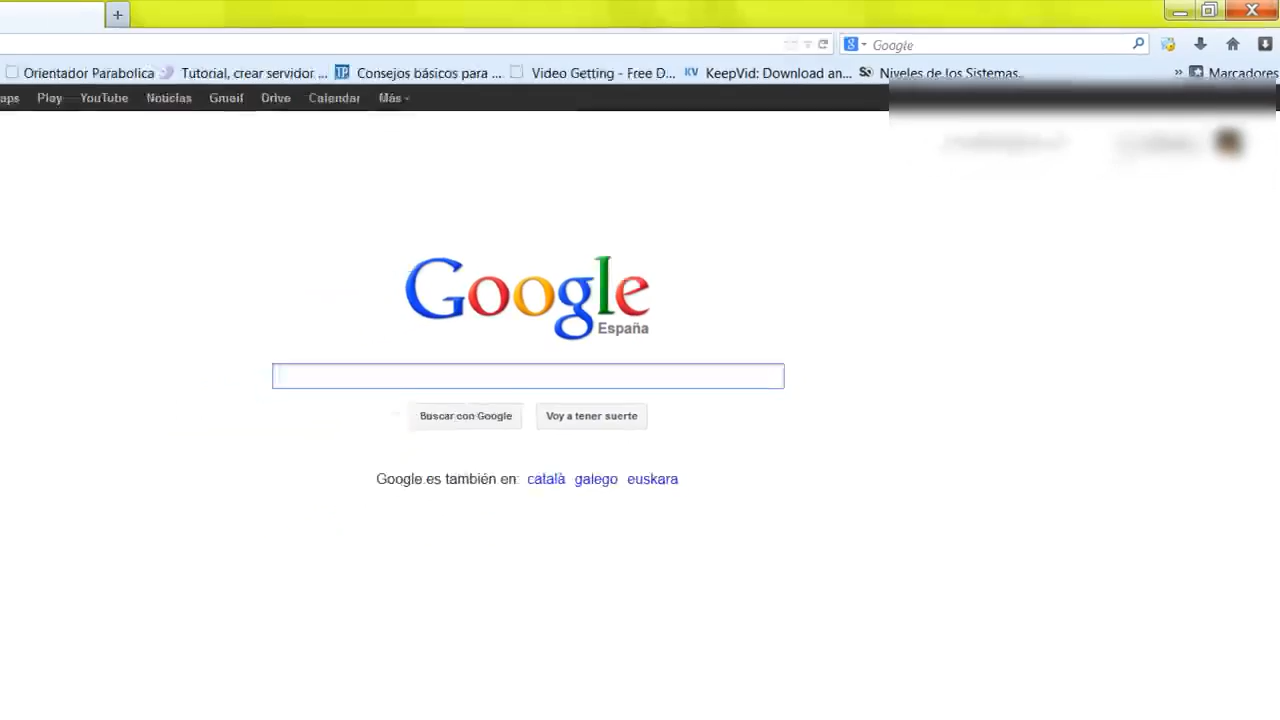 +
Google
Orientador Parabolica Tutorial, crear servidor ... TP Consejos básicos para ... Video Getting - Free D... KV KeepVid: Download an... Niveles de los Sistemas... » Marcadores
aps Play YouTube Noticias Gmail Drive Calendar Más
Google
España
Buscar con Google Voy a tener suerte
Google.es también en: català galego euskara